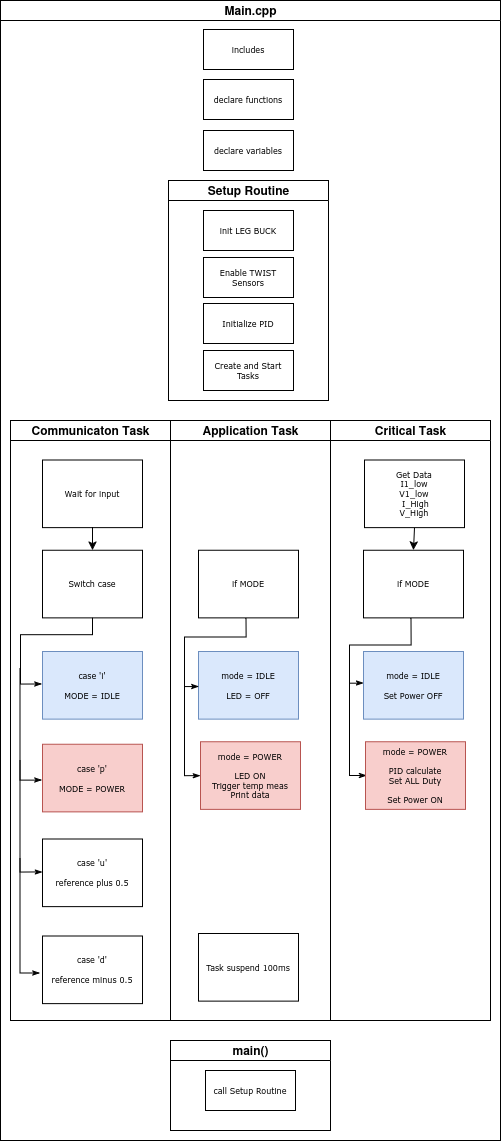 Main.cpp
includes
declare functions
declare variables
Setup Routine
Init LEG BUCK
Enable TWIST
Sensors
Initialize PID
Create and Start
Tasks
Communicaton Task
Wait for input
Switch case
case 'i'
MODE = IDLE
case 'p'
MODE = POWER
case 'u'
reference plus 0.5
case 'd'
reference minus 0.5
Application Task
if MODE
mode = IDLE
LED = OFF
mode = POWER
LED ON
Trigger temp meas
Print data
Task suspend 100ms
Critical Task
Get Data
I1_low
V1_low
I_High
V_High
if MODE
mode = IDLE
Set Power OFF
mode = POWER
PID calculate
Set ALL Duty
Set Power ON
main()
call Setup Routine